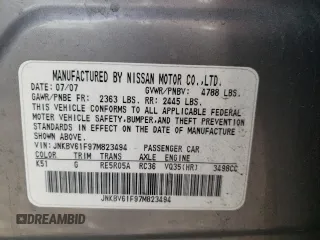 MANUFACTURED BY NISSAN MOTOR CO.,LTD.
DATE: 07/07 GVWR/PNBV: 4788 LBS.
GAWR/PNBE FR: 2363 LBS. RR: 2445 LBS.
THIS VEHICLE CONFORMS TO ALL APPLICABLE FEDERAL
MOTOR VEHICLE SAFETY,BUMPER,AND THEFT PREVENTION
STANDARDS IN EFFECT ON THE DATE OF MANUFACTURE
SHOWN ABOVE.
VIN: JNKBV61F97M823494 PASSENGER CAR
COLOR TRIM TRANS AXLE ENGINE
K51 G RE5R05A RC36 VQ35(HR) 3498CC
JNKBV61F97M823494